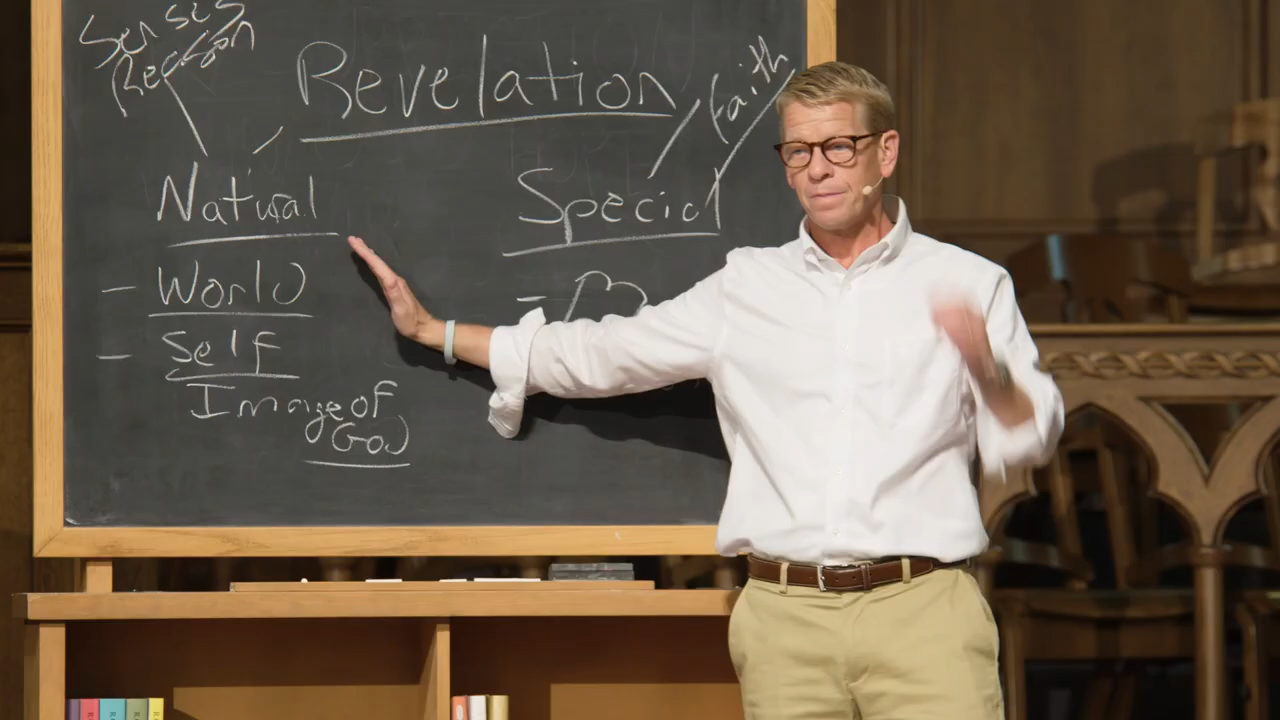 Senses
Reason
Revelation
Faith
Natural
Special
- World
- Self
Image of
God